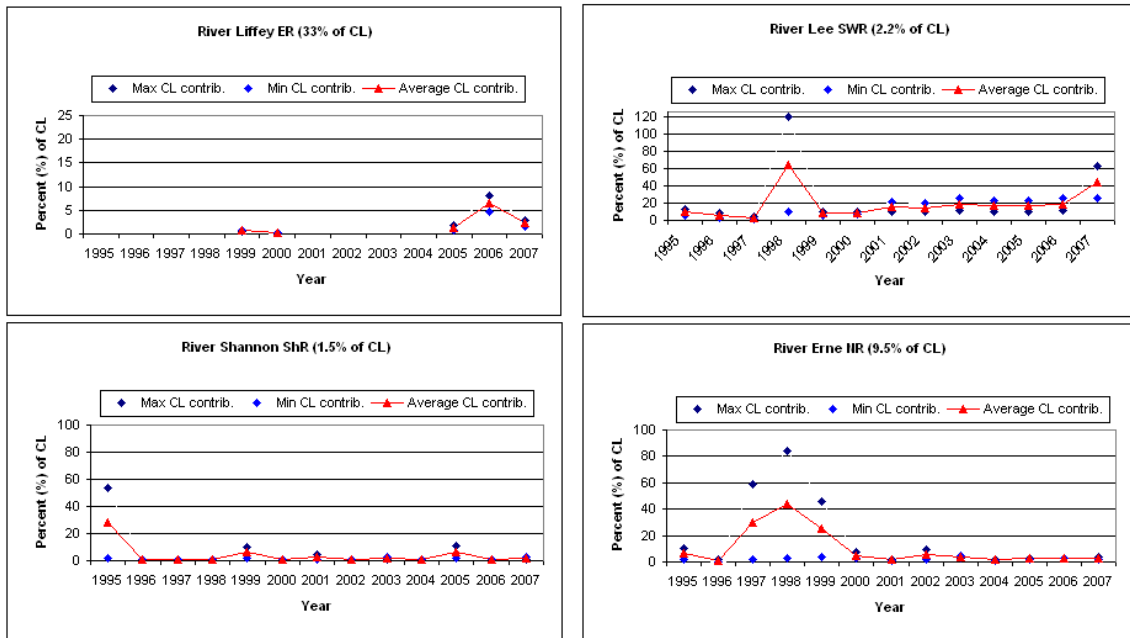 River Liffey ER (33% of CL)
Max CL contrib. Min CL contrib. Average CL contrib.
Percent (%) of CL
25
20
15
10
5
0
1995 1996 1997 1998 1999 2000 2001 2002 2003 2004 2005 2006 2007
Year
River Lee SWR (2.2% of CL)
Max CL contrib. Min CL contrib. Average CL contrib.
Percent (%) of CL
120
100
80
60
40
20
0
1995 1996 1997 1998 1999 2000 2001 2002 2003 2004 2005 2006 2007
Year
River Shannon ShR (1.5% of CL)
Max CL contrib. Min CL contrib. Average CL contrib.
Percent (%) of CL
100
80
60
40
20
0
1995 1996 1997 1998 1999 2000 2001 2002 2003 2004 2005 2006 2007
Year
River Erne NR (9.5% of CL)
Max CL contrib. Min CL contrib. Average CL contrib.
Percent (%) of CL
100
80
60
40
20
0
1995 1996 1997 1998 1999 2000 2001 2002 2003 2004 2005 2006 2007
Year